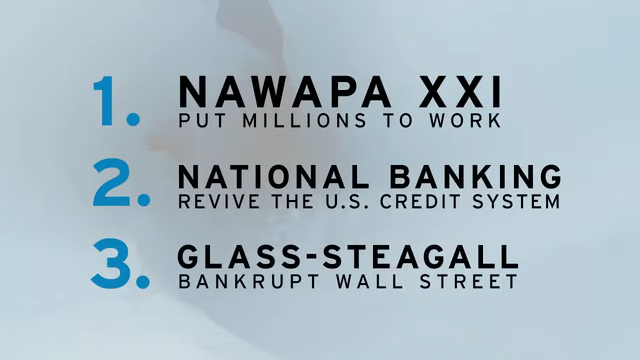 1. NAWAPA XXI
PUT MILLIONS TO WORK
2. NATIONAL BANKING
REVIVE THE U.S. CREDIT SYSTEM
3. GLASS-STEAGALL
BANKRUPT WALL STREET